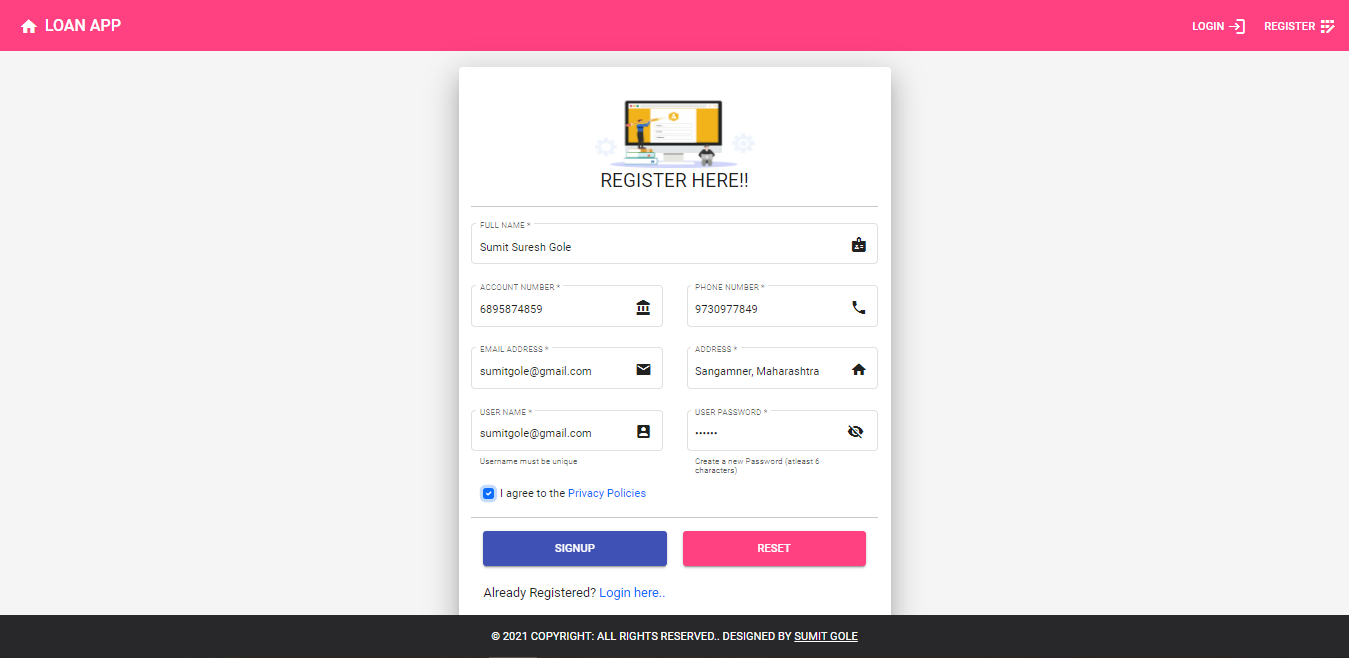 LOAN APP
LOGIN
REGISTER
REGISTER HERE!!
FULL NAME *
Sumit Suresh Gole
ACCOUNT NUMBER *
PHONE NUMBER *
6895874859
9730977849
EMAIL ADDRESS *
ADDRESS *
sumitgole@gmail.com
Sangamner, Maharashtra
USER NAME *
USER PASSWORD *
sumitgole@gmail.com
••••••
Username must be unique
Create a new Password (atleast 6
characters)
I agree to the Privacy Policies
SIGNUP
RESET
Already Registered? Login here..
© 2021 COPYRIGHT: ALL RIGHTS RESERVED.. DESIGNED BY SUMIT GOLE